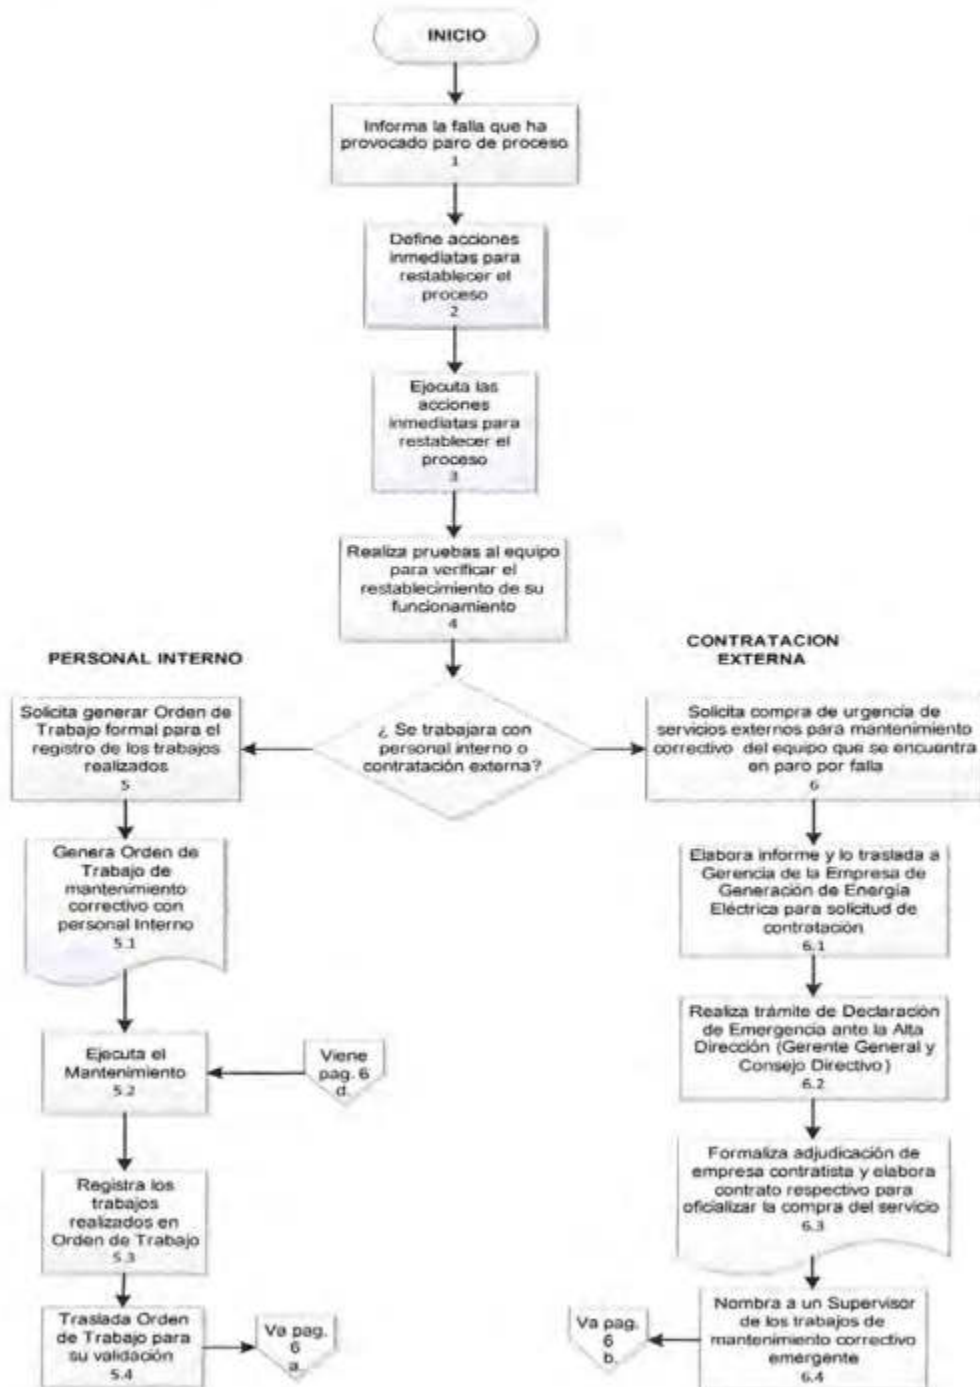 INICIO
Informa la falla que ha
provocado paro de proceso
1
Define acciones
inmediatas para
restablecer el
proceso
2
Ejecuta las
acciones
inmediatas para
restablecer el
proceso
3
Realiza pruebas al equipo
para verificar el
restablecimiento de su
funcionamiento
4
PERSONAL INTERNO
CONTRATACION
EXTERNA
¿ Se trabajara con
personal interno o
contratación externa?
Solicita generar Orden de
Trabajo formal para el
registro de los trabajos
realizados
5
Genera Orden de
Trabajo de
mantenimiento
correctivo con
personal Interno
5.1
Ejecuta el
Mantenimiento
5.2
Viene
pag. 6
d.
Registra los
trabajos
realizados en
Orden de Trabajo
5.3
Traslada Orden
de Trabajo para
su validación
5.4
Va pag.
6
a.
Solicita compra de urgencia de
servicios externos para mantenimiento
correctivo del equipo que se encuentra
en paro por falla
6
Elabora informe y lo traslada a
Gerencia de la Empresa de
Generación de Energía
Eléctrica para solicitud de
contratación
6.1
Realiza trámite de Declaración
de Emergencia ante la Alta
Dirección (Gerente General y
Consejo Directivo)
6.2
Formaliza adjudicación de
empresa contratista y elabora
contrato respectivo para
oficializar la compra del servicio
6.3
Nombra a un Supervisor
de los trabajos de
mantenimiento correctivo
emergente
6.4
Va pag.
6
b.